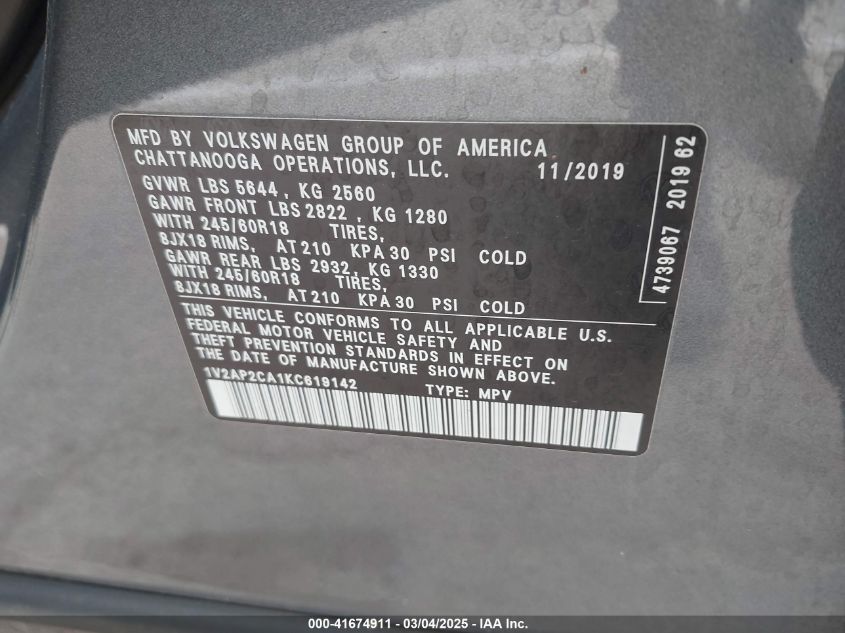 MFD BY VOLKSWAGEN GROUP OF AMERICA
CHATTANOOGA OPERATIONS, LLC. 11/2019
GVWR LBS 5644 , KG 2560
GAWR FRONT LBS 2822 , KG 1280
WITH 245/60R18 TIRES,
8JX18 RIMS, AT 210 KPA 30 PSI COLD
GAWR REAR LBS 2932, KG 1330
WITH 245/60R18 TIRES,
8JX18 RIMS, AT 210 KPA 30 PSI COLD
THIS VEHICLE CONFORMS TO ALL APPLICABLE U.S.
FEDERAL MOTOR VEHICLE SAFETY AND
THEFT PREVENTION STANDARDS IN EFFECT ON
THE DATE OF MANUFACTURE SHOWN ABOVE.
1V2AP2CA1KC619142 TYPE: MPV
4739067 2019 62
000-41674911 - 03/04/2025 - IAA Inc.